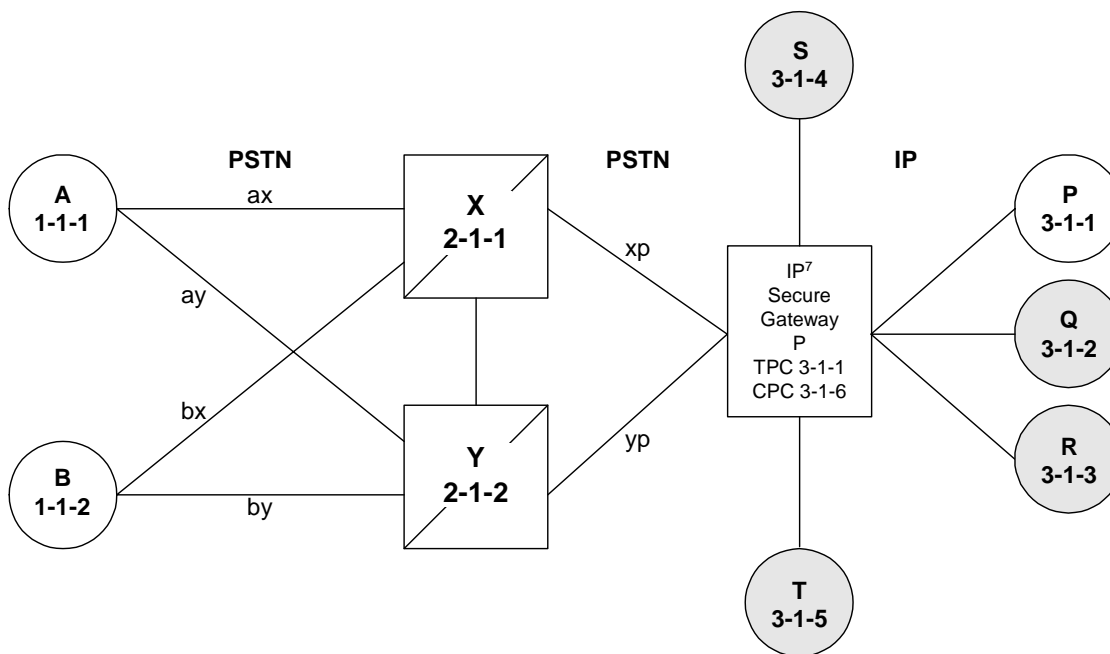 S
3-1-4
PSTN
PSTN
IP
A
1-1-1
ax
X
2-1-1
P
3-1-1
xp
ay
IP7
Secure
Gateway
P
TPC 3-1-1
CPC 3-1-6
Q
3-1-2
bx
yp
R
3-1-3
B
1-1-2
by
Y
2-1-2
T
3-1-5